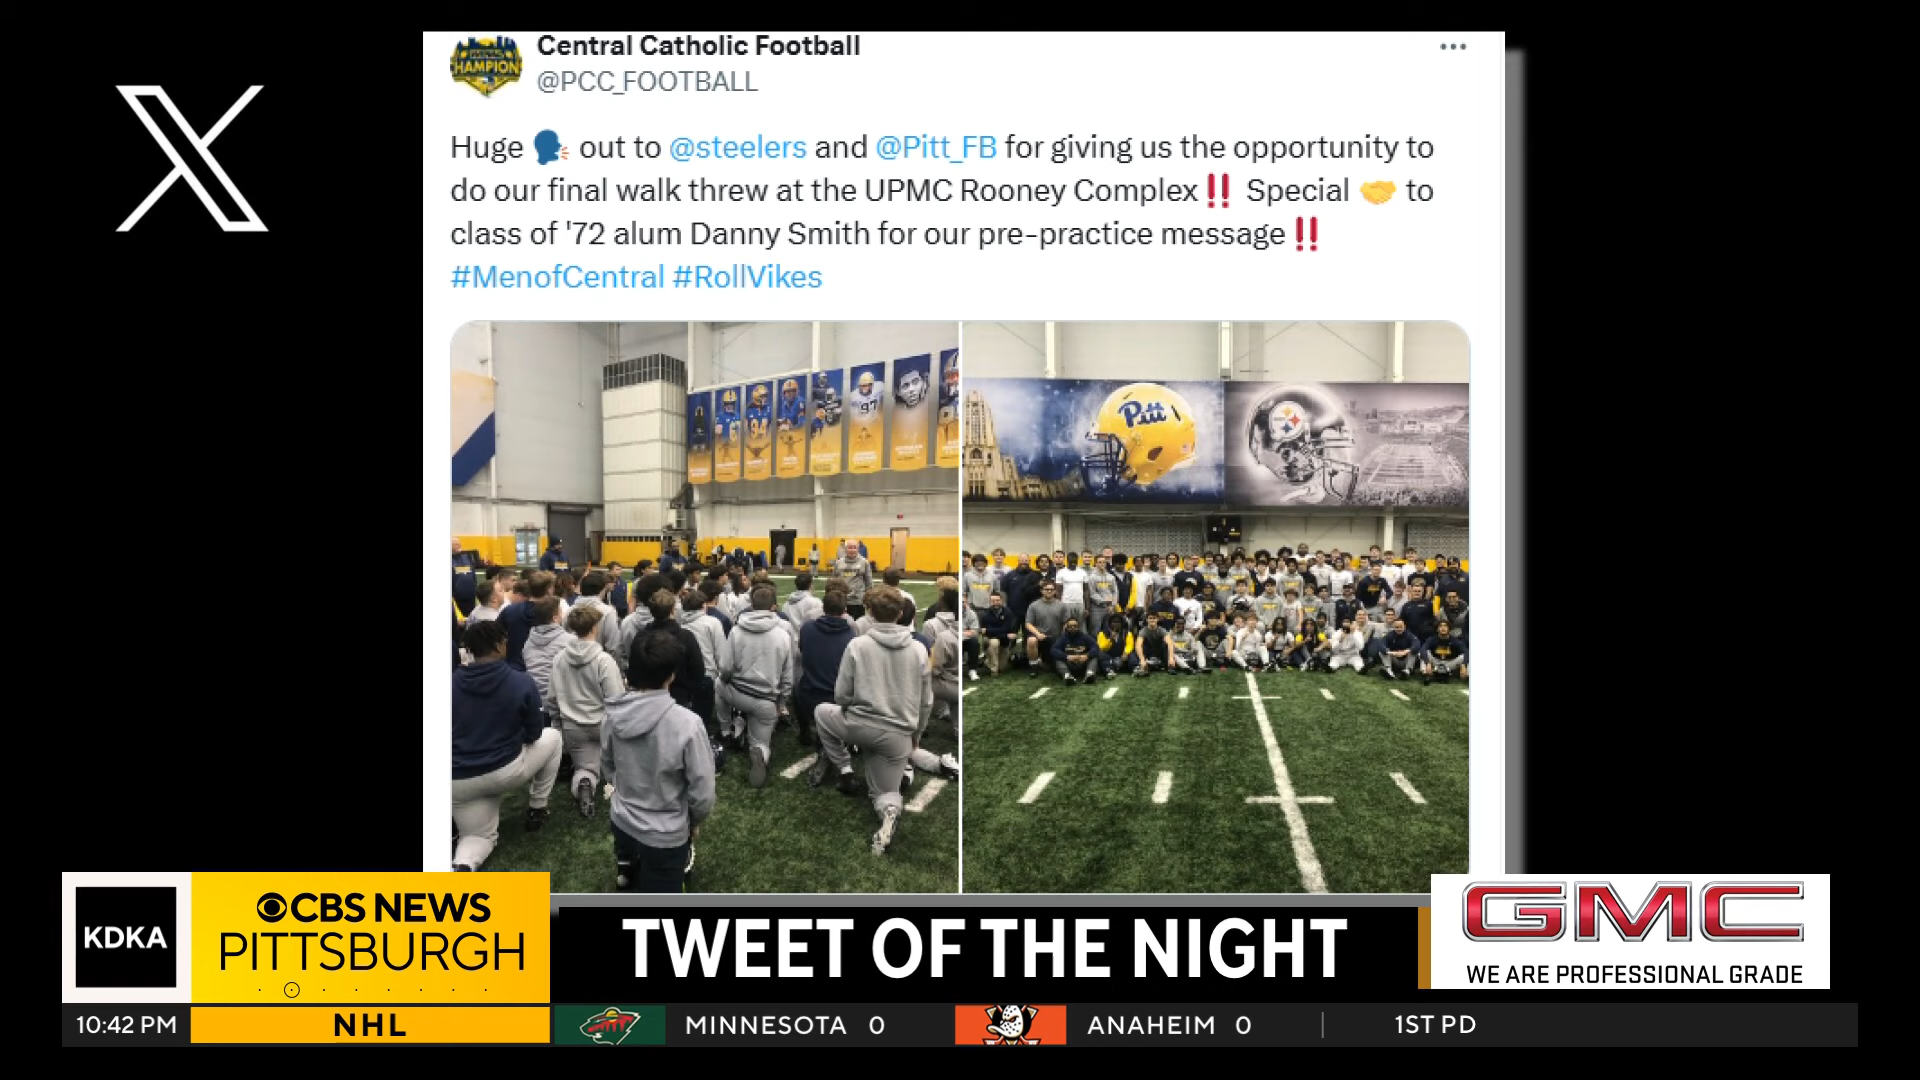 Central Catholic Football
@PCC_FOOTBALL
Huge 🗣 out to @steelers and @Pitt_FB for giving us the opportunity to
do our final walk threw at the UPMC Rooney Complex‼ Special 🤝 to
class of '72 alum Danny Smith for our pre-practice message‼
#MenofCentral #RollVikes
HAMPION
97
Pitt
KDKA
CBS NEWS
PITTSBURGH
TWEET OF THE NIGHT
GMC
WE ARE PROFESSIONAL GRADE
10:42 PM
NHL
MINNESOTA 0
ANAHEIM 0
1ST PD